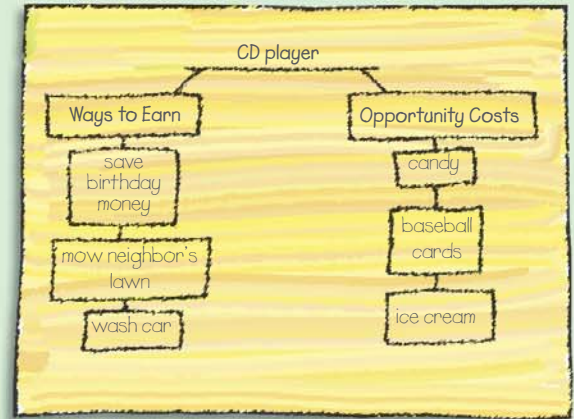 CD player
Ways to Earn
save
birthday
money
mow neighbor's
lawn
wash car
Opportunity Costs
candy
baseball
cards
ice cream